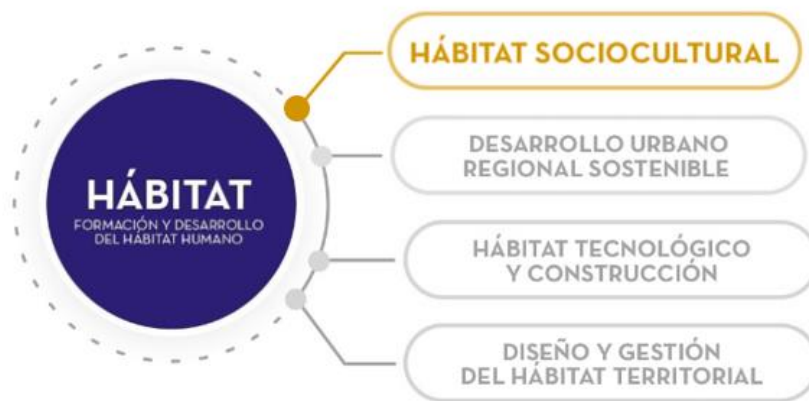 HÁBITAT
FORMACIÓN Y DESARROLLO
DEL HÁBITAT HUMANO
HÁBITAT SOCIOCULTURAL
DESARROLLO URBANO
REGIONAL SOSTENIBLE
HÁBITAT TECNOLÓGICO
Y CONSTRUCCIÓN
DISEÑO Y GESTIÓN
DEL HÁBITAT TERRITORIAL